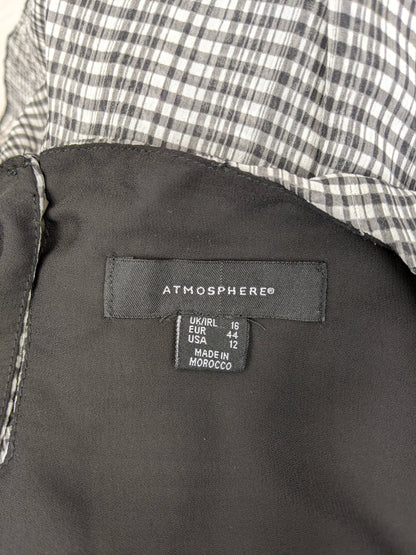 ATMOSPHERE®
UK/IRL 16
EUR 44
USA 12
MADE IN
MOROCCO